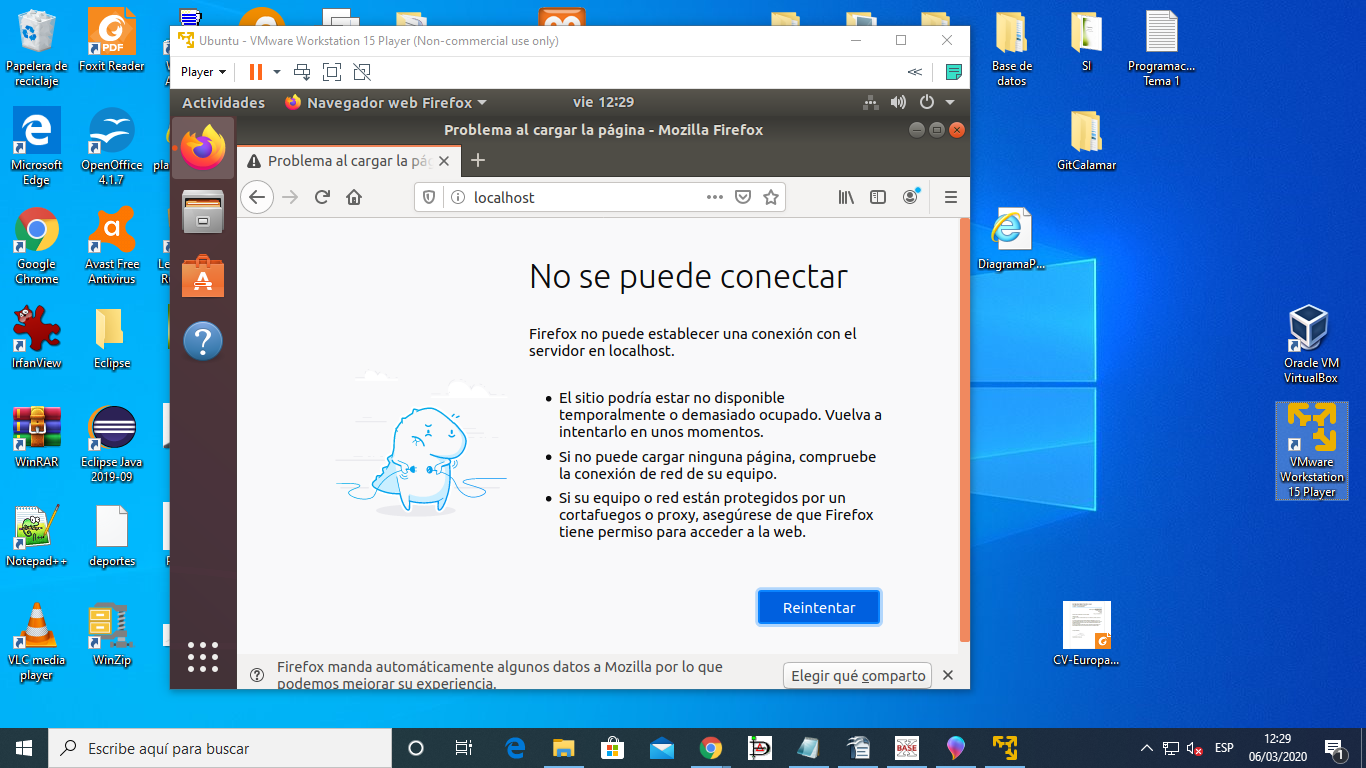 Papelera de
reciclaje
Foxit Reader
PDF
Microsoft
Edge
OpenOffice
4.1.7
Google
Chrome
Avast Free
Antivirus
IrfanView
Eclipse
WinRAR
Eclipse Java
2019-09
Notepad++
deportes
VLC media
player
WinZip
Ubuntu - VMware Workstation 15 Player (Non-commercial use only)
Player
Actividades
Navegador web Firefox
vie 12:29
Problema al cargar la página - Mozilla Firefox
Problema al cargar la pág
localhost
No se puede conectar
Firefox no puede establecer una conexión con el
servidor en localhost.
El sitio podría estar no disponible
temporalmente o demasiado ocupado. Vuelva a
intentarlo en unos momentos.
Si no puede cargar ninguna página, compruebe
la conexión de red de su equipo.
Si su equipo o red están protegidos por un
cortafuegos o proxy, asegúrese de que Firefox
tiene permiso para acceder a la web.
Reintentar
Firefox manda automáticamente algunos datos a Mozilla por lo que
podemos mejorar su experiencia.
Elegir qué comparto
Base de
datos
SI
Programac...
Tema 1
GitCalamar
DiagramaP...
Oracle VM
VirtualBox
VMware
Workstation
15 Player
CV-Europa...
Escribe aquí para buscar
BASE
ESP
12:29
06/03/2020
1